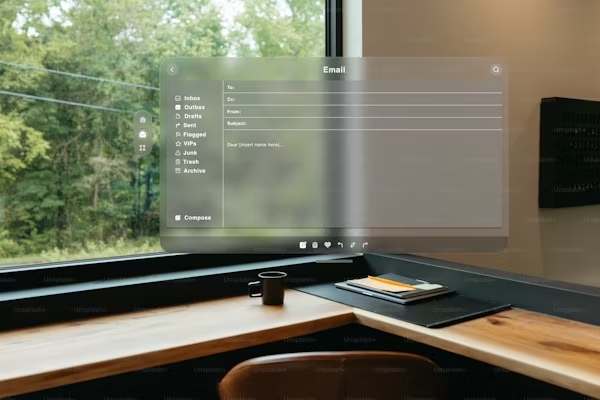 Email
To:
Cc:
From:
Subject:
Dear [insert name here]...
Inbox
Outbox
Drafts
Sent
Flagged
VIPs
Junk
Trash
Archive
Compose
Unsplash+